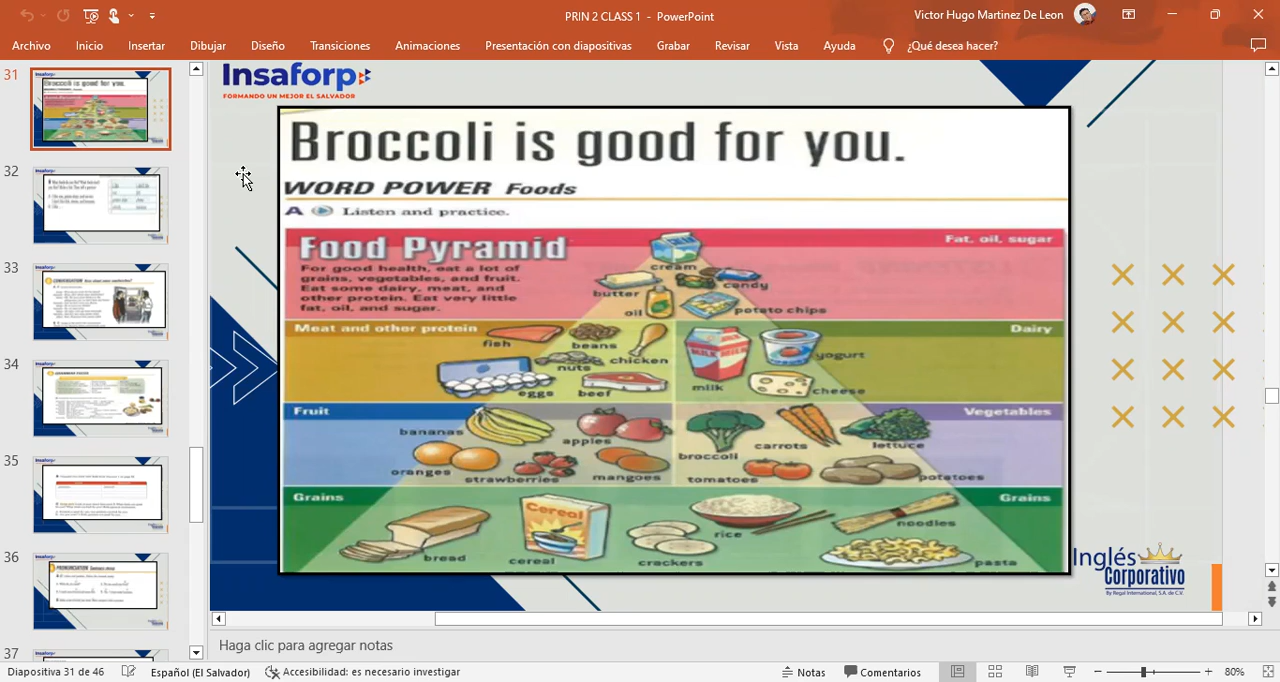 PRIN 2 CLASS 1 - PowerPoint
Victor Hugo Martinez De Leon
Archivo Inicio Insertar Dibujar Diseño Transiciones Animaciones Presentación con diapositivas Grabar Revisar Vista Ayuda ¿Qué desea hacer?
31
32
33
34
35
36
37
Insaforp
FORMANDO UN MEJOR EL SALVADOR
Broccoli is good for you.
WORD POWER Foods
A Listen and practice.
Food Pyramid
For good health, eat a lot of
grains, vegetables, and fruit.
Eat some dairy, meat, and
other protein. Eat very little
fat, oil, and sugar.
Fat, oil, sugar
cream
butter
candy
oil
potato chips
Meat and other protein
Dairy
fish
beans
nuts
chicken
eggs
beef
MILK
milk
yogurt
cheese
Fruit
Vegetables
bananas
apples
oranges
strawberries
mangoes
broccoli
carrots
lettuce
tomatoes
potatoes
Grains
Grains
bread
Cereal
cereal
crackers
rice
noodles
pasta
Inglés
Corporativo
By Regal International, S.A. de C.V.
Haga clic para agregar notas
Diapositiva 31 de 46 Español (El Salvador) Accesibilidad: es necesario investigar Notas Comentarios 80%